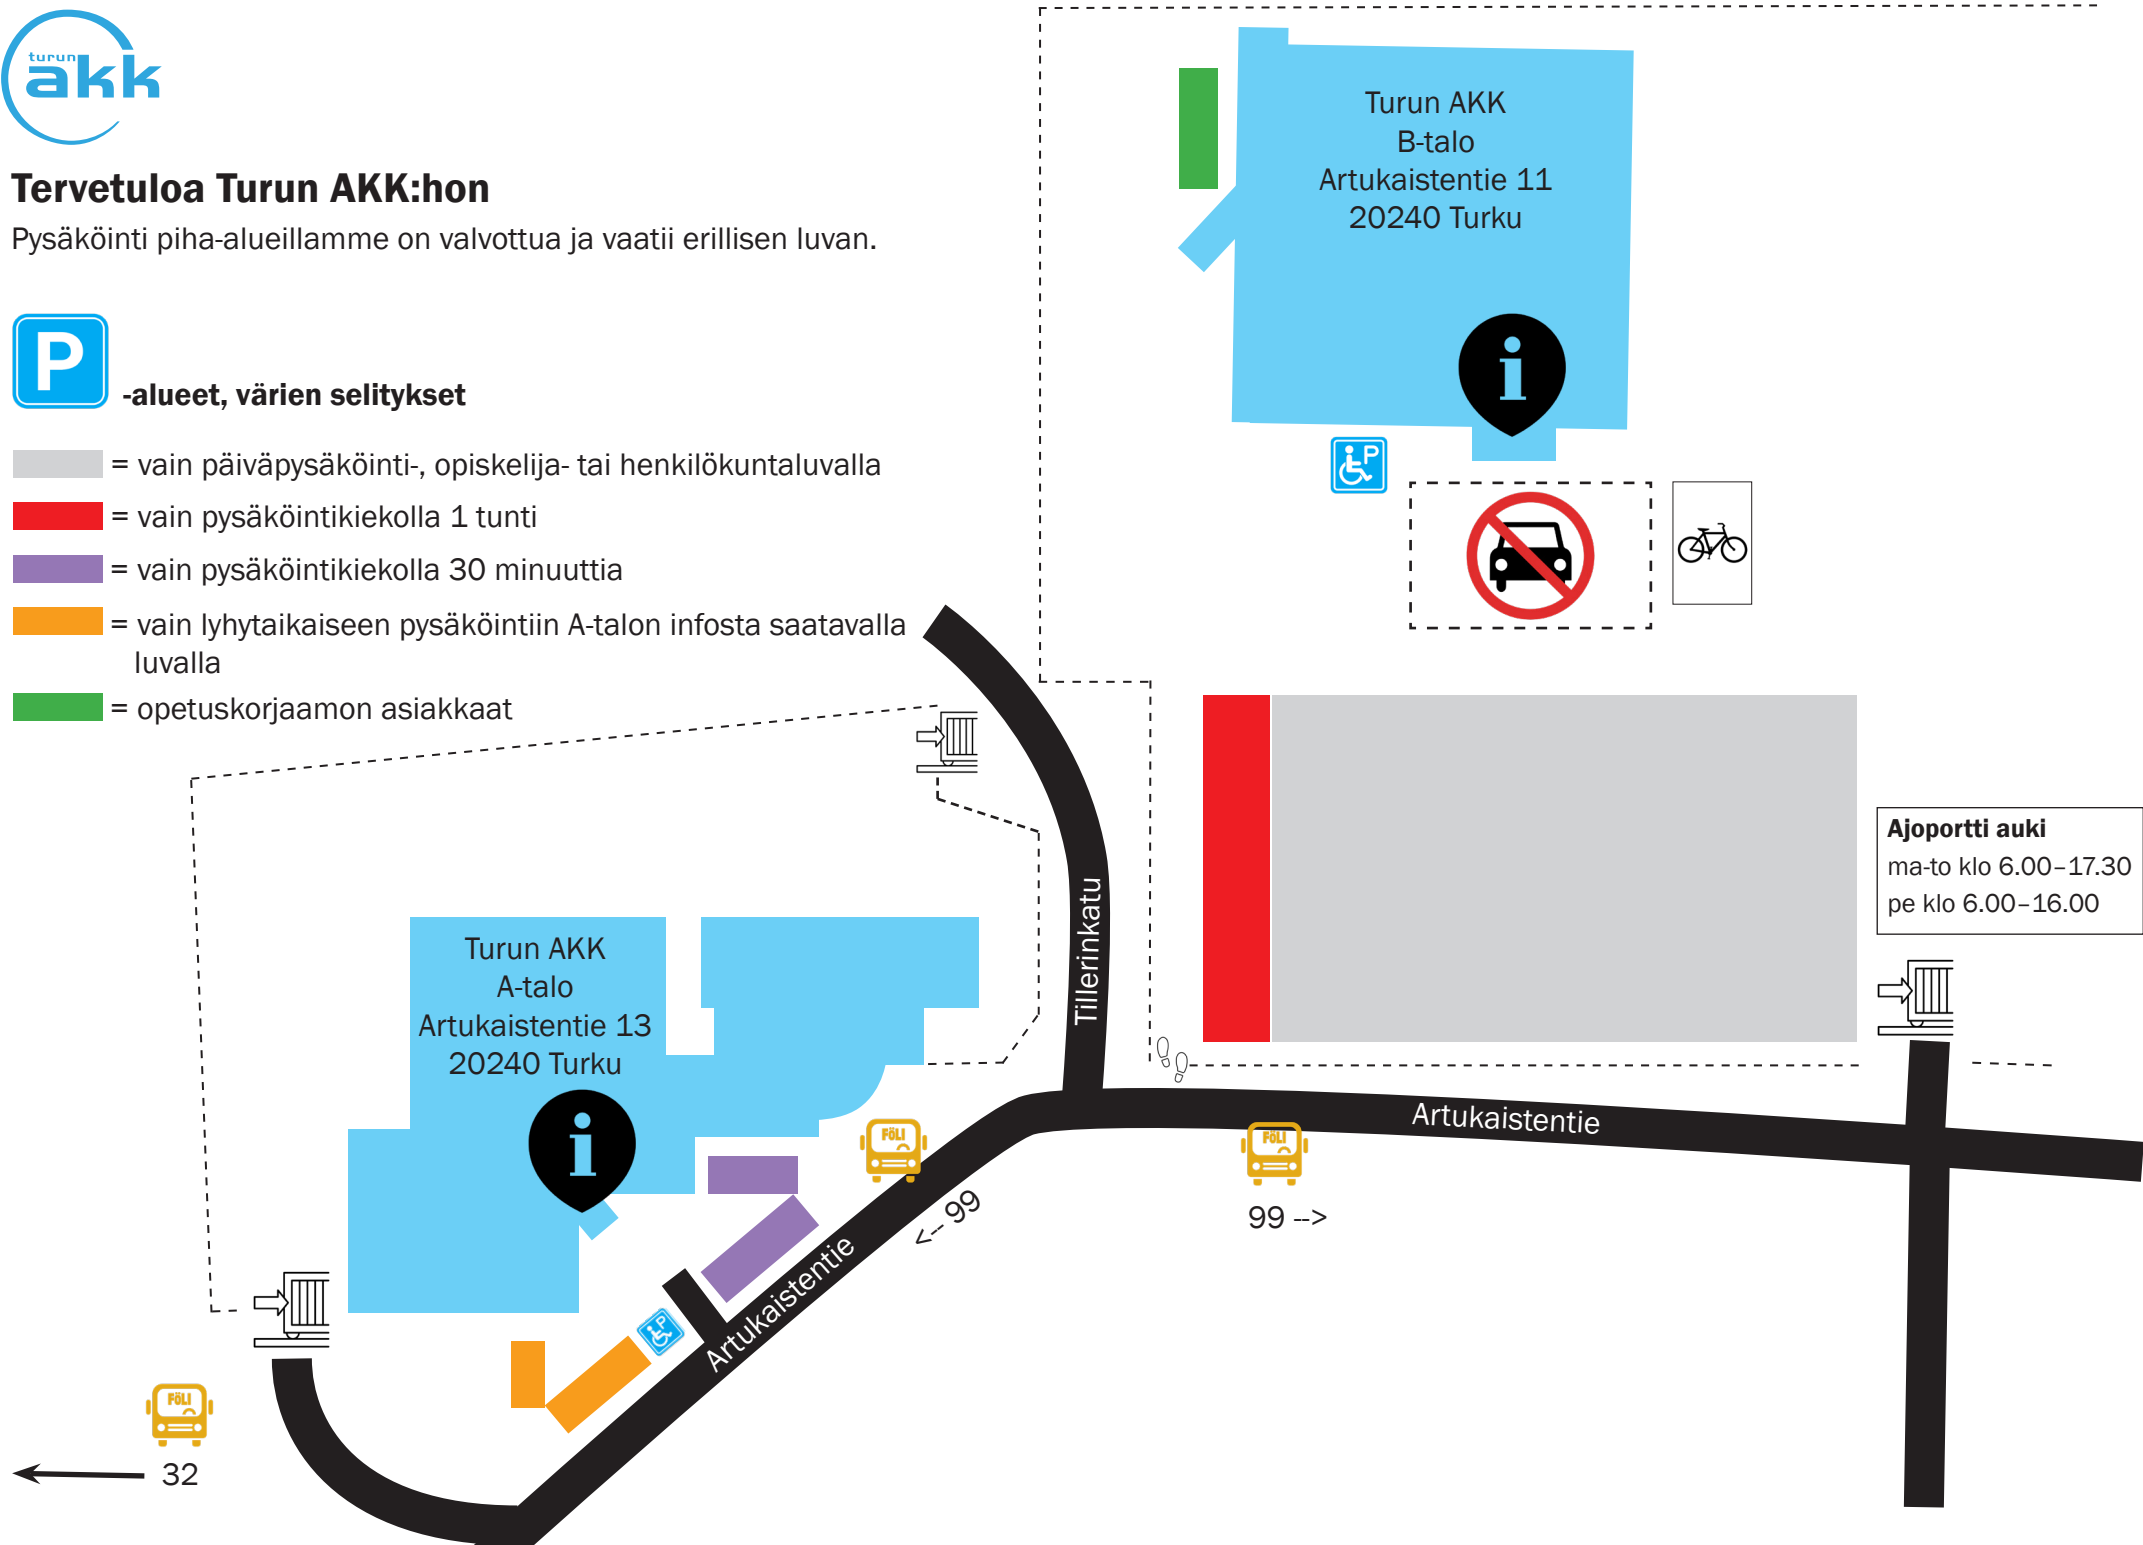 turun
akk
Tervetuloa Turun AKK:hon
Pysäköinti piha-alueillamme on valvottua ja vaatii erillisen luvan.
P
-alueet, värien selitykset
= vain päiväpysäköinti-, opiskelija- tai henkilökuntaluvalla
= vain pysäköintikiekolla 1 tunti
= vain pysäköintikiekolla 30 minuuttia
= vain lyhytaikaiseen pysäköintiin A-talon infosta saatavalla
luvalla
= opetuskorjaamon asiakkaat
Turun AKK
B-talo
Artukaistentie 11
20240 Turku
i
P
Ajoportti auki
ma-to klo 6.00–17.30
pe klo 6.00–16.00
Tillerinkatu
Turun AKK
A-talo
Artukaistentie 13
20240 Turku
i
Artukaistentie
FÖLI
<-- 99
FÖLI
99 -->
Artukaistentie
P
FÖLI
32